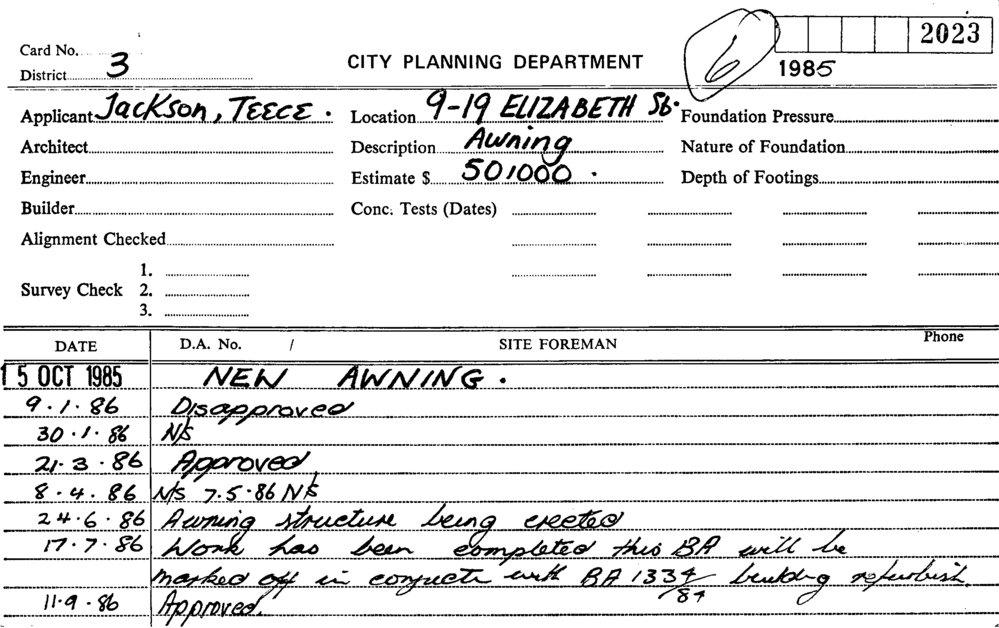 Card No.
District 3
CITY PLANNING DEPARTMENT
6
2023
1985
Applicant Jackson, TEECE.
Location 9-19 ELIZABETH St.
Foundation Pressure
Architect
Description Awning
Nature of Foundation
Engineer
Estimate $ 50,000.
Depth of Footings
Builder
Conc. Tests (Dates)
Alignment Checked
1.
Survey Check 2.
3.
DATE D.A. No. / SITE FOREMAN Phone
15 OCT 1985 NEW AWNING.
9.1.86 Disapproved
30.1.86 N/S
21.3.86 Approved
8.4.86 N/S 7.5.86 N/S
24.6.86 Awning structure being erected
17.7.86 Work has been completed this BA will be
marked off in conjuctn with BA 1334/84 building refurbish.
11.9.86 Approved.